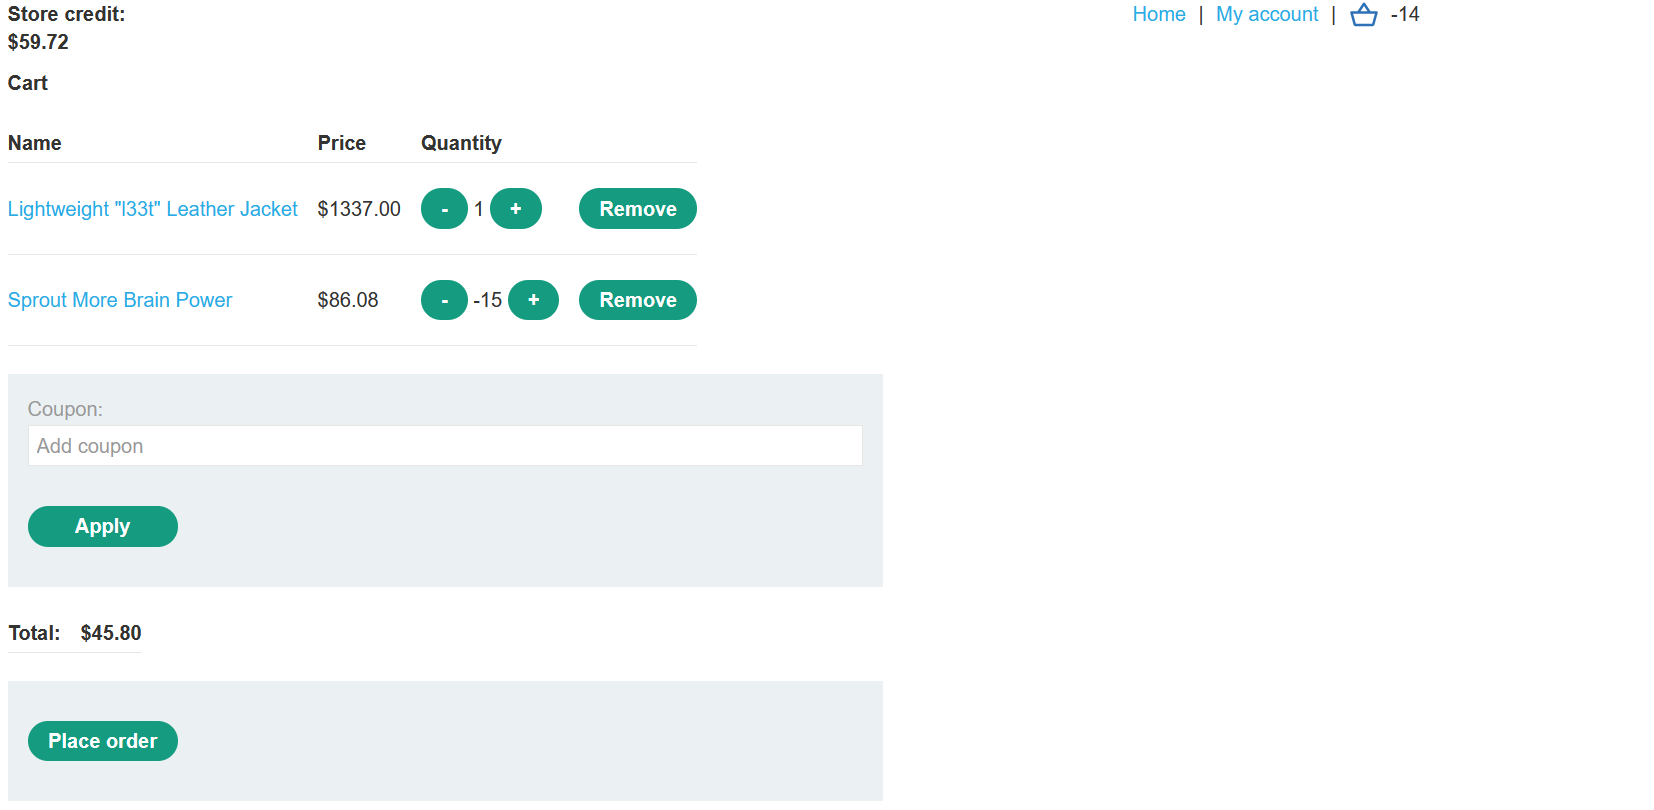 Store credit:
$59.72
Home | My account | -14
Cart
Name Price Quantity
Lightweight "l33t" Leather Jacket $1337.00 - 1 + Remove
Sprout More Brain Power $86.08 - -15 + Remove
Coupon:
Add coupon
Apply
Total: $45.80
Place order